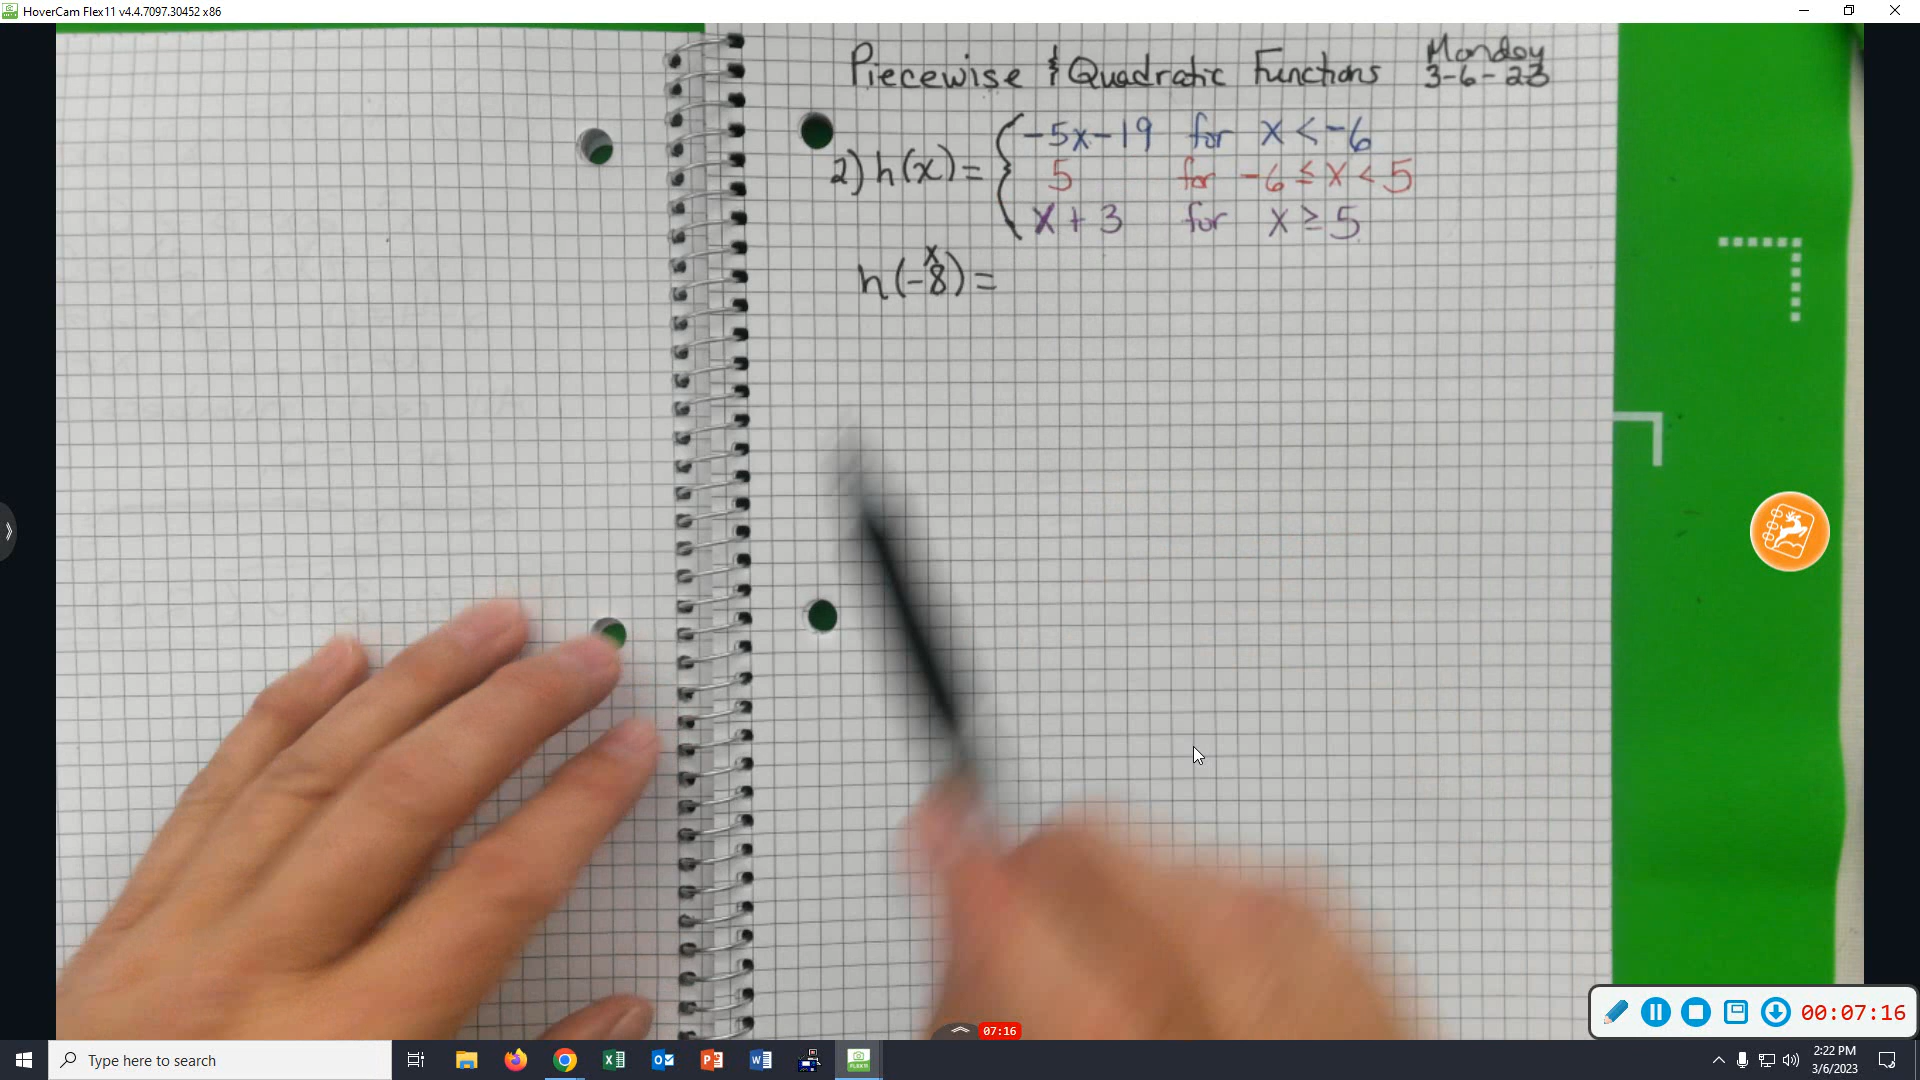 HoverCam Flex11 v4.4.7097.30452 x86
Piecewise & Quadratic Functions Monday
3-6-23
2) h(x) = { -5x-19 for x < -6
5 for -6 ≤ x < 5
x + 3 for x ≥ 5
x
h(-8) =
00:07:16
07:16
Type here to search
2:22 PM
3/6/2023